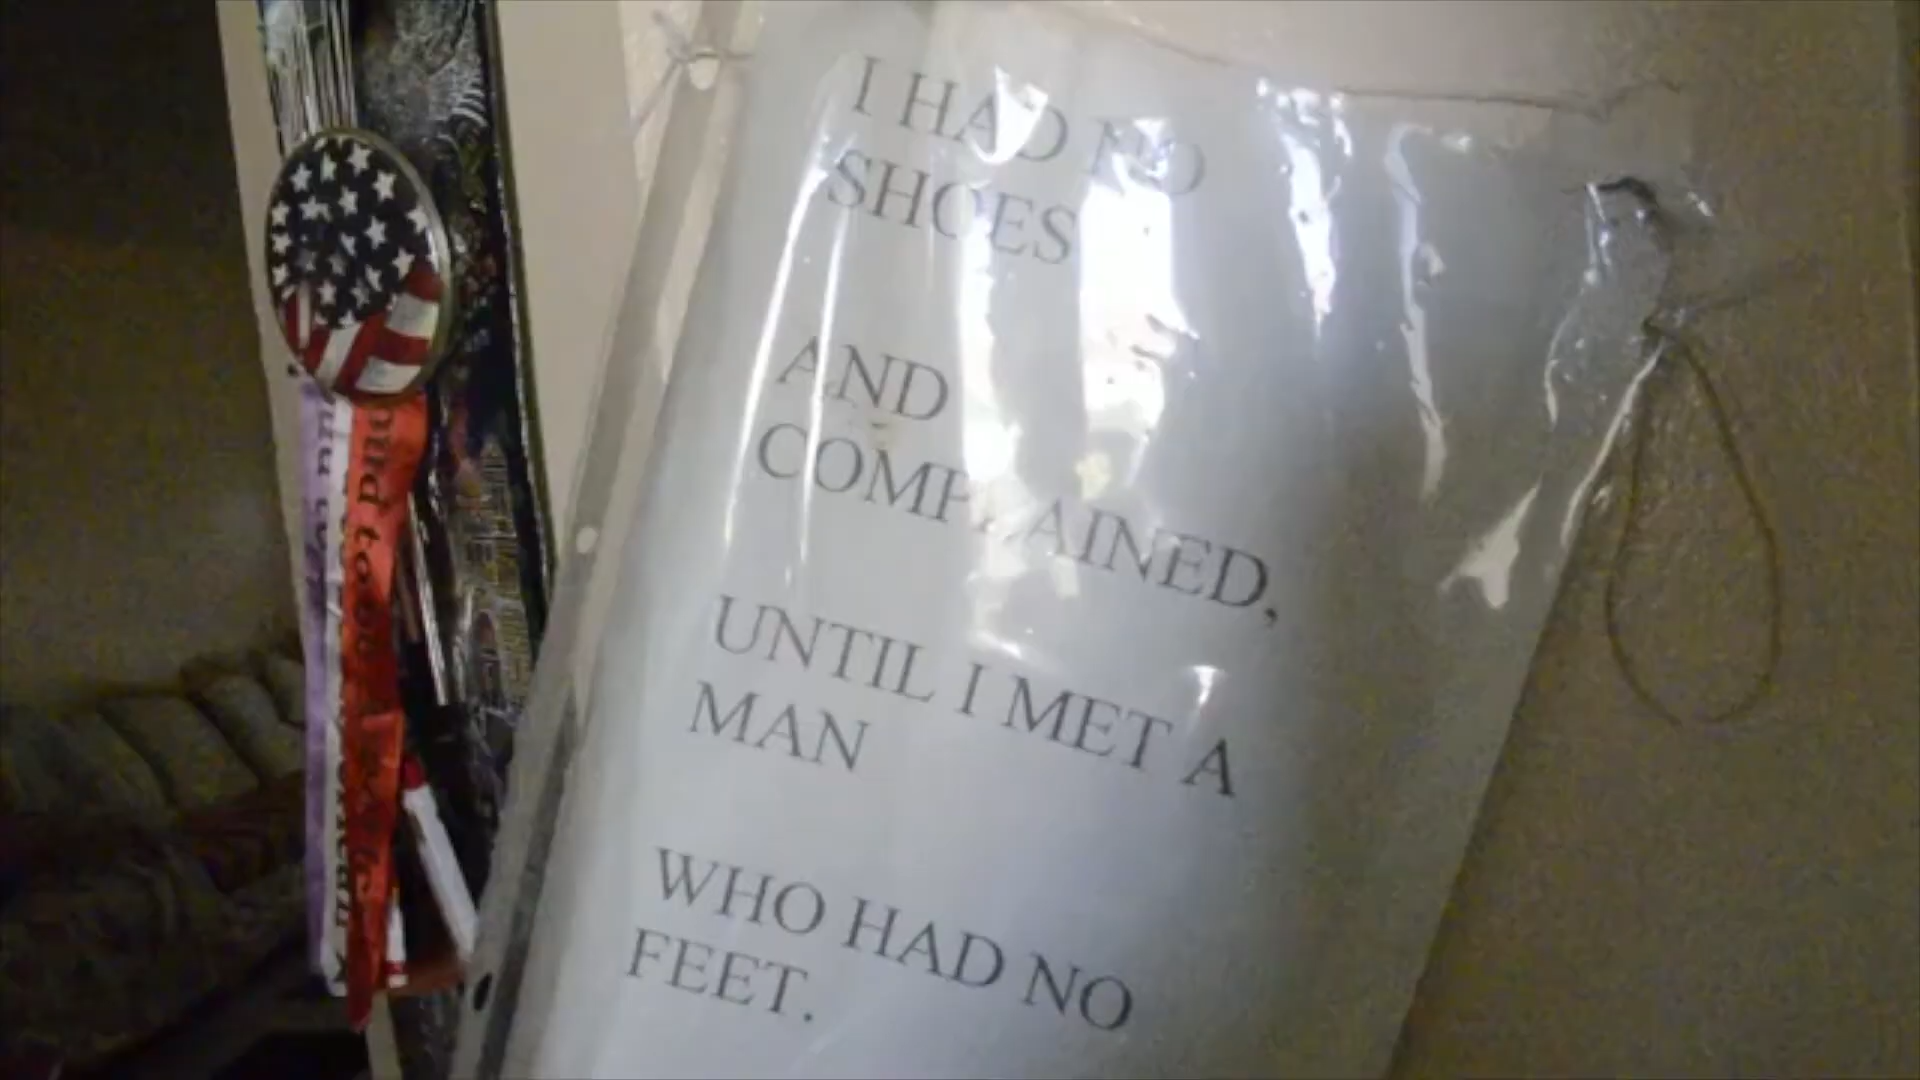 I HAD NO
SHOES
AND
COMPLAINED,
UNTIL I MET A
MAN
WHO HAD NO
FEET.